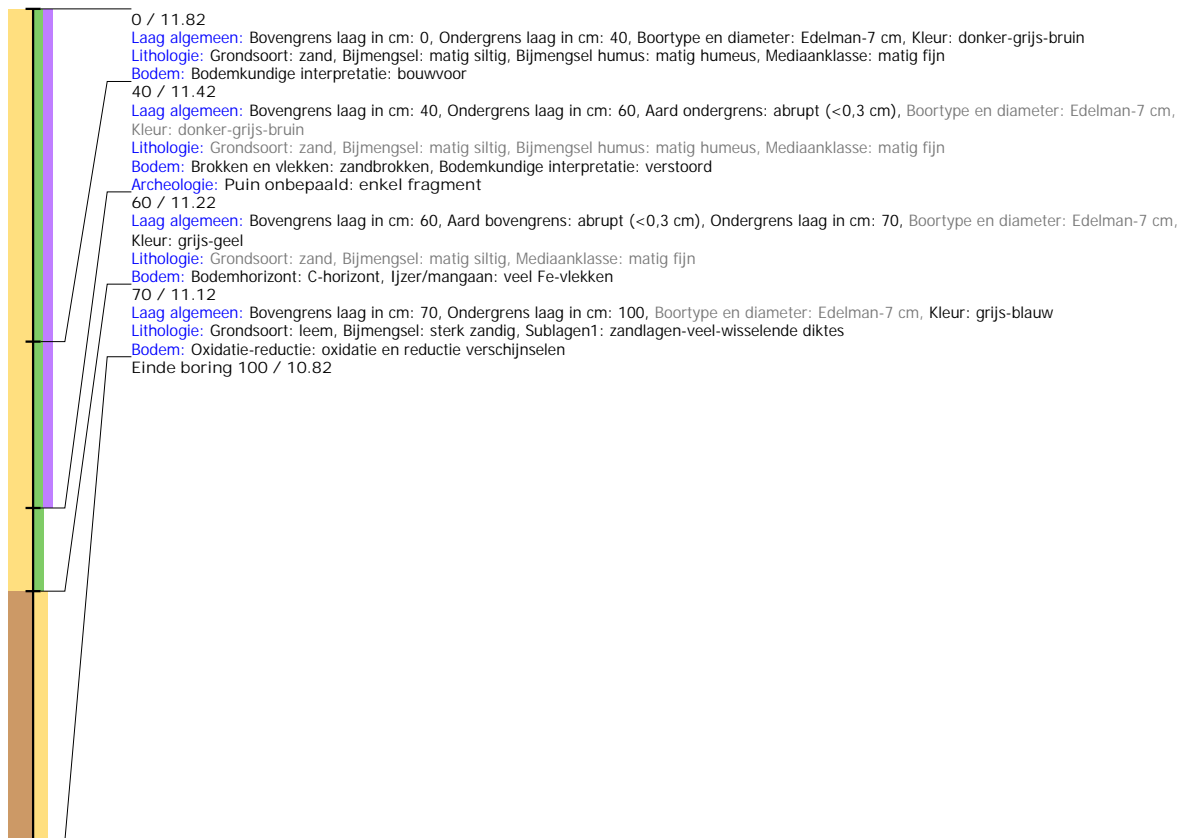 0 / 11.82
Laag algemeen: Bovengrens laag in cm: 0, Ondergrens laag in cm: 40, Boortype en diameter: Edelman-7 cm, Kleur: donker-grijs-bruin
Lithologie: Grondsoort: zand, Bijmengsel: matig siltig, Bijmengsel humus: matig humeus, Mediaanklasse: matig fijn
Bodem: Bodemkundige interpretatie: bouwvoor
40 / 11.42
Laag algemeen: Bovengrens laag in cm: 40, Ondergrens laag in cm: 60, Aard ondergrens: abrupt (<0,3 cm), Boortype en diameter: Edelman-7 cm,
Kleur: donker-grijs-bruin
Lithologie: Grondsoort: zand, Bijmengsel: matig siltig, Bijmengsel humus: matig humeus, Mediaanklasse: matig fijn
Bodem: Brokken en vlekken: zandbrokken, Bodemkundige interpretatie: verstoord
Archeologie: Puin onbepaald: enkel fragment
60 / 11.22
Laag algemeen: Bovengrens laag in cm: 60, Aard bovengrens: abrupt (<0,3 cm), Ondergrens laag in cm: 70, Boortype en diameter: Edelman-7 cm,
Kleur: grijs-geel
Lithologie: Grondsoort: zand, Bijmengsel: matig siltig, Mediaanklasse: matig fijn
Bodem: Bodemhorizont: C-horizont, Ijzer/mangaan: veel Fe-vlekken
70 / 11.12
Laag algemeen: Bovengrens laag in cm: 70, Ondergrens laag in cm: 100, Boortype en diameter: Edelman-7 cm, Kleur: grijs-blauw
Lithologie: Grondsoort: leem, Bijmengsel: sterk zandig, Sublagen1: zandlagen-veel-wisselende diktes
Bodem: Oxidatie-reductie: oxidatie en reductie verschijnselen
Einde boring 100 / 10.82